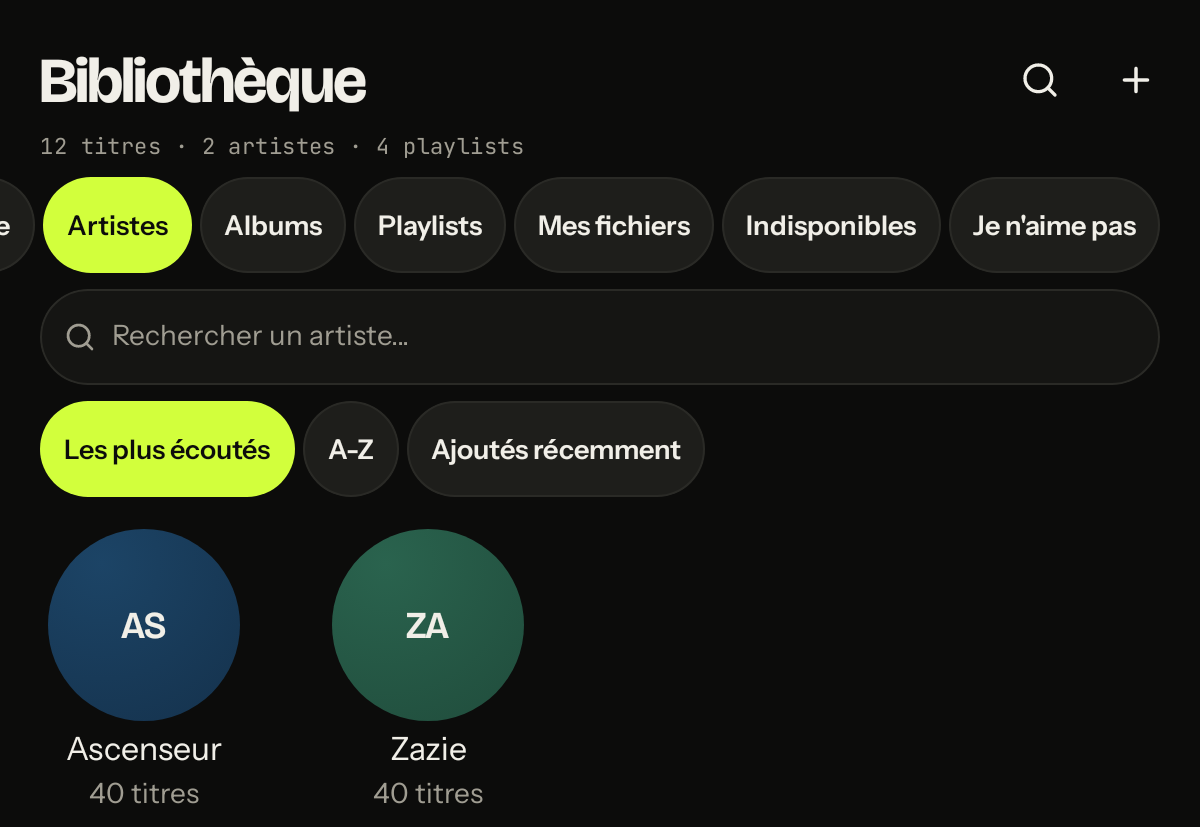 Bibliothèque
12 titres · 2 artistes · 4 playlists
e Artistes Albums Playlists Mes fichiers Indisponibles Je n'aime pas
Rechercher un artiste...
Les plus écoutés A-Z Ajoutés récemment
AS ZA
Ascenseur Zazie
40 titres 40 titres